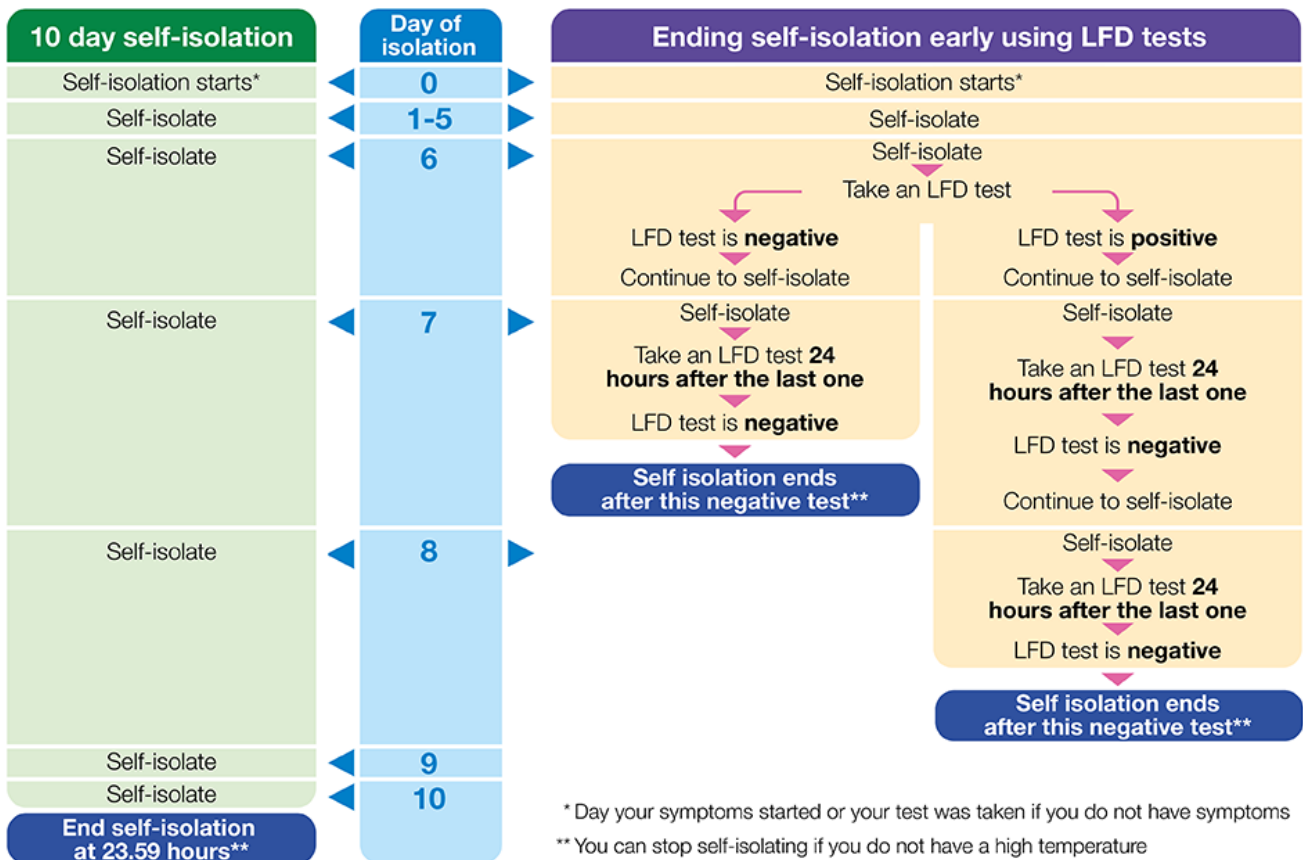 10 day self-isolation
Day of
isolation
Ending self-isolation early using LFD tests
Self-isolation starts*
0
Self-isolation starts*
Self-isolate
1-5
Self-isolate
Self-isolate
6
Self-isolate
Take an LFD test
LFD test is negative
LFD test is positive
Continue to self-isolate
Continue to self-isolate
Self-isolate
7
Self-isolate
Take an LFD test 24
hours after the last one
LFD test is negative
Self isolation ends
after this negative test**
Self-isolate
Take an LFD test 24
hours after the last one
LFD test is negative
Continue to self-isolate
Self-isolate
8
Self-isolate
Take an LFD test 24
hours after the last one
LFD test is negative
Self isolation ends
after this negative test**
Self-isolate
9
Self-isolate
10
End self-isolation
at 23.59 hours**
* Day your symptoms started or your test was taken if you do not have symptoms
** You can stop self-isolating if you do not have a high temperature